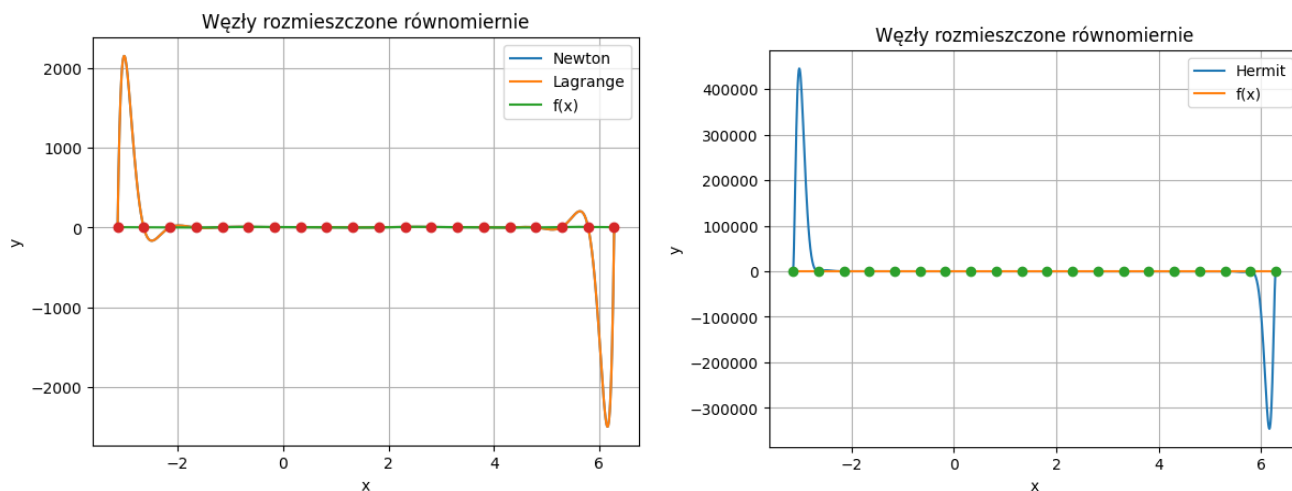 Węzły rozmieszczone równomiernie
Newton
Lagrange
f(x)
2000
1000
0
−1000
−2000
y
−2
0
2
4
6
x
Węzły rozmieszczone równomiernie
Hermit
f(x)
400000
300000
200000
100000
0
−100000
−200000
−300000
y
−2
0
2
4
6
x